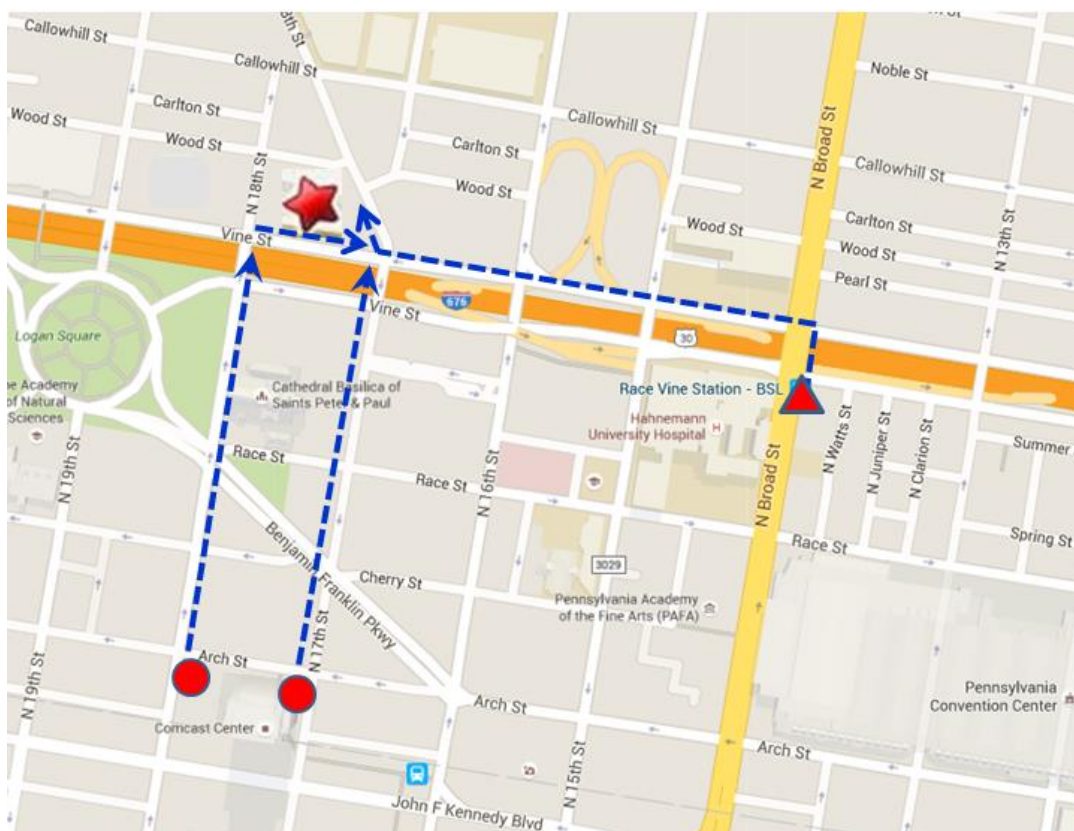 Callowhill St
8th St
Callowhill St
Noble St
Carlton St
Wood St
Wood St
N 18th St
Callowhill St
Carlton St
Wood St
N Broad St
Callowhill St
Carlton St
Wood St
Wood St
Pearl St
N 13th St
Vine St
Vine St
676
30
Logan Square
Race Vine Station - BSL
Cathedral Basilica of
Saints Peter & Paul
Hahnemann
University Hospital
H
e Academy
of Natural
Sciences
N 19th St
Race St
Race St
N 16th St
N Broad St
N Watts St
N Juniper St
N Clarion St
Summer
Spring St
Race St
Benjamin Franklin Pkwy
Cherry St
3029
Pennsylvania Academy
of the Fine Arts (PAFA)
N 19th St
Arch St
N 17th St
Arch St
Arch St
Comcast Center
N 15th St
Pennsylvania
Convention Center
John F Kennedy Blvd